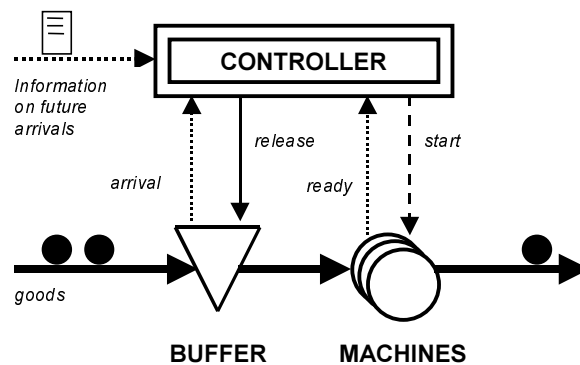 CONTROLLER
Information
on future
arrivals
release
start
arrival
ready
goods
BUFFER
MACHINES